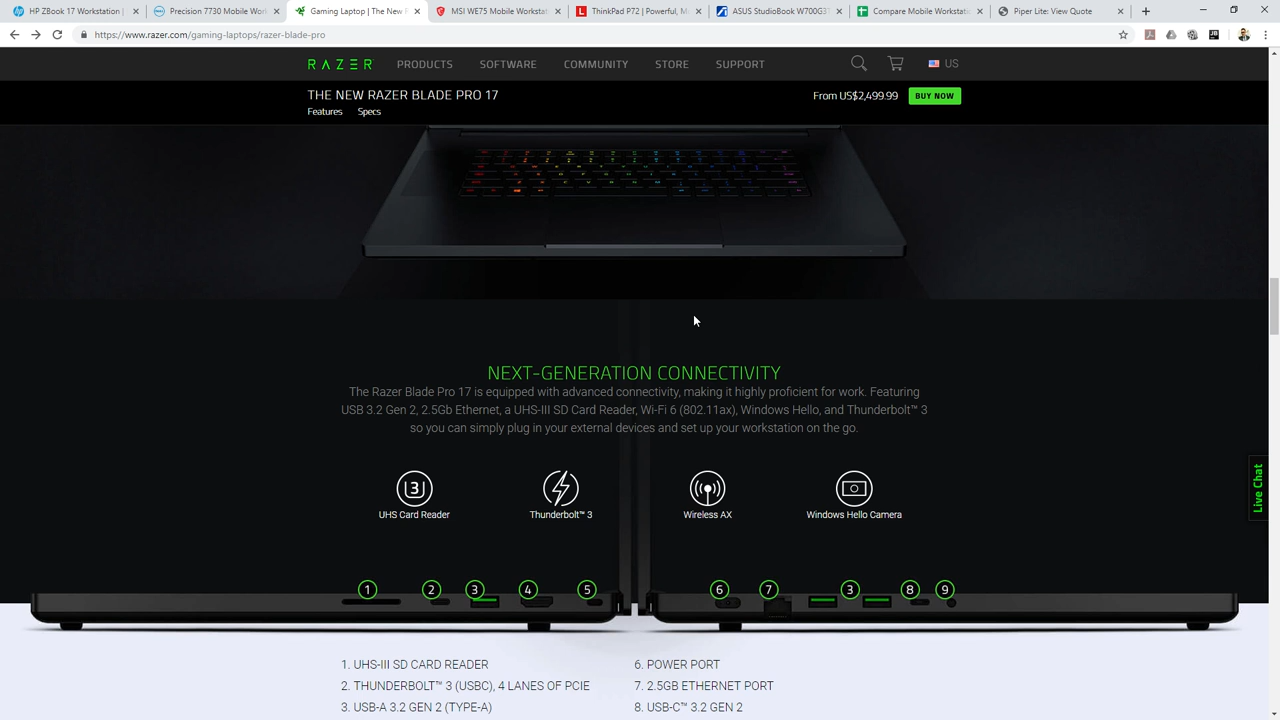 HP ZBook 17 Workstation |
Precision 7730 Mobile Work
Gaming Laptop | The New R
MSI WE75 Mobile Workstat
ThinkPad P72 | Powerful, M
ASUS StudioBook W700G3T
Compare Mobile Workstatio
Piper Lite: View Quote
https://www.razer.com/gaming-laptops/razer-blade-pro
RAZER
PRODUCTS
SOFTWARE
COMMUNITY
STORE
SUPPORT
US
THE NEW RAZER BLADE PRO 17
From US$2,499.99
BUY NOW
Features
Specs
NEXT-GENERATION CONNECTIVITY
The Razer Blade Pro 17 is equipped with advanced connectivity, making it highly proficient for work. Featuring
USB 3.2 Gen 2, 2.5Gb Ethernet, a UHS-III SD Card Reader, Wi-Fi 6 (802.11ax), Windows Hello, and Thunderbolt™ 3
so you can simply plug in your external devices and set up your workstation on the go.
3
UHS Card Reader
Thunderbolt™ 3
Wireless AX
Windows Hello Camera
Live Chat
1 2 3 4 5 6 7 3 8 9
1. UHS-III SD CARD READER
2. THUNDERBOLT™ 3 (USBC), 4 LANES OF PCIE
3. USB-A 3.2 GEN 2 (TYPE-A)
6. POWER PORT
7. 2.5GB ETHERNET PORT
8. USB-C™ 3.2 GEN 2